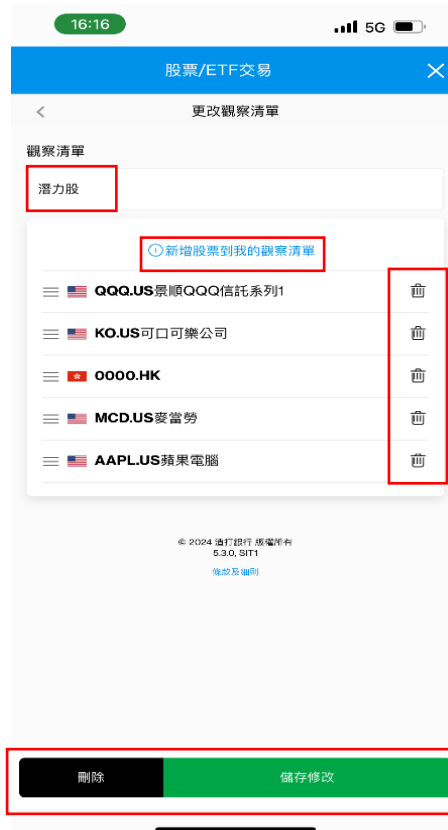 16:16
5G
股票/ETF交易
更改觀察清單
觀察清單
潛力股
新增股票到我的觀察清單
QQQ.US景順QQQ信託系列1
KO.US可口可樂公司
0000.HK
MCD.US麥當勞
AAPL.US蘋果電腦
© 2024 渣打銀行 版權所有
5.3.0, SIT1
條款及細則
刪除
儲存修改